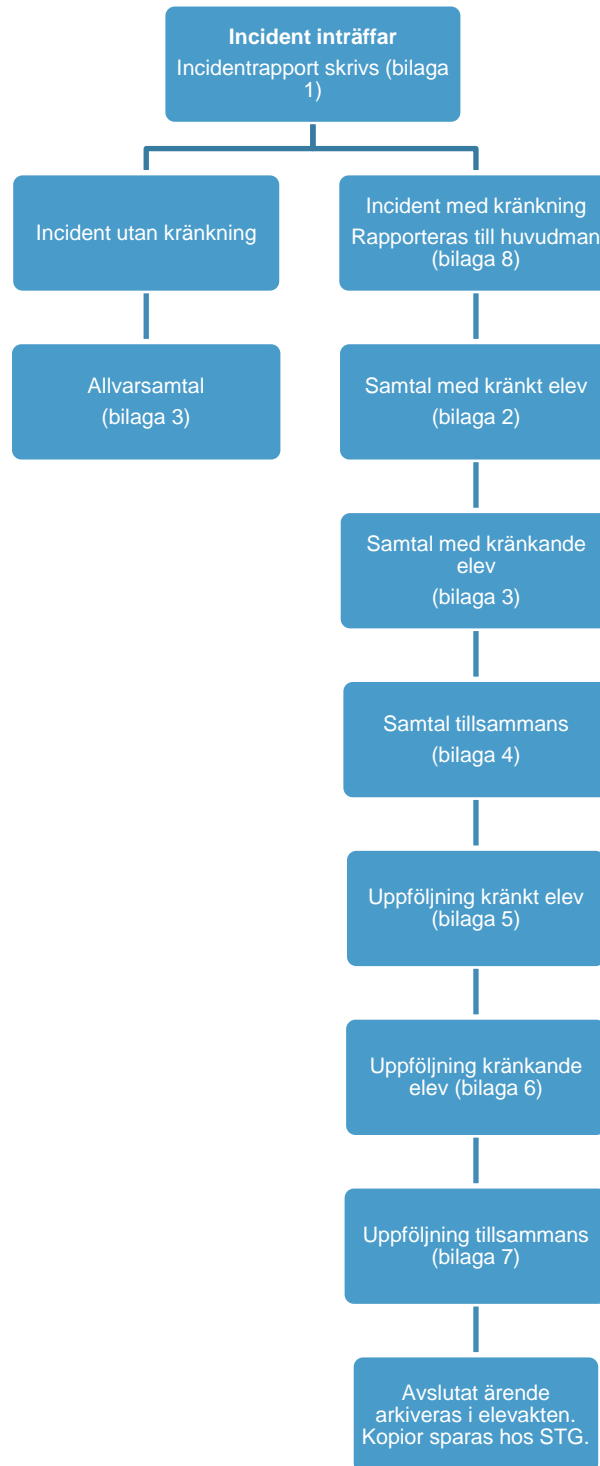 Incident inträffar
Incidentrapport skrivs (bilaga
1)
Incident utan kränkning
Incident med kränkning
Rapporteras till huvudman
(bilaga 8)
Allvarsamtal
(bilaga 3)
Samtal med kränkt elev
(bilaga 2)
Samtal med kränkande
elev
(bilaga 3)
Samtal tillsammans
(bilaga 4)
Uppföljning kränkt elev
(bilaga 5)
Uppföljning kränkande
elev (bilaga 6)
Uppföljning tillsammans
(bilaga 7)
Avslutat ärende
arkiveras i elevakten.
Kopior sparas hos STG.